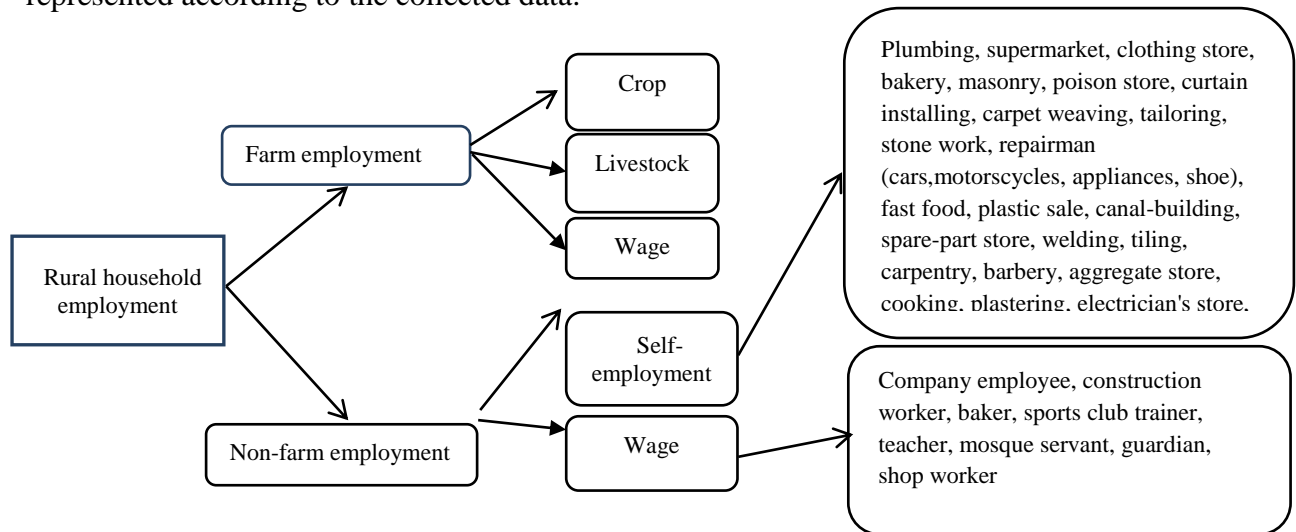 represented according to the collected data.
Rural household
employment
Farm employment
Non-farm employment
Crop
Livestock
Wage
Self-
employment
Wage
Plumbing, supermarket, clothing store,
bakery, masonry, poison store, curtain
installing, carpet weaving, tailoring,
stone work, repairman
(cars,motorscycles, appliances, shoe),
fast food, plastic sale, canal-building,
spare-part store, welding, tiling,
carpentry, barbery, aggregate store,
cooking, plastering, electrician's store,
Company employee, construction
worker, baker, sports club trainer,
teacher, mosque servant, guardian,
shop worker